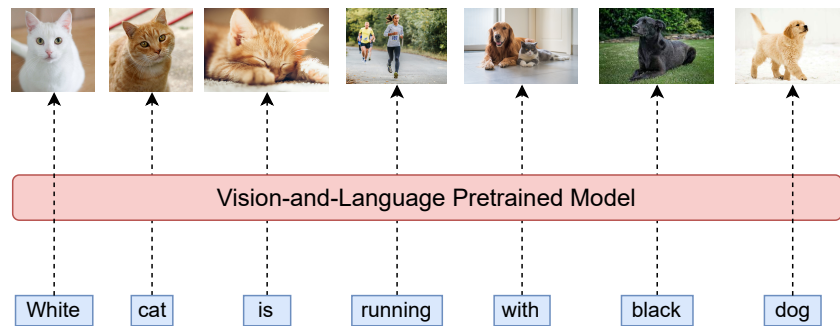 Vision-and-Language Pretrained Model
White cat is running with black dog